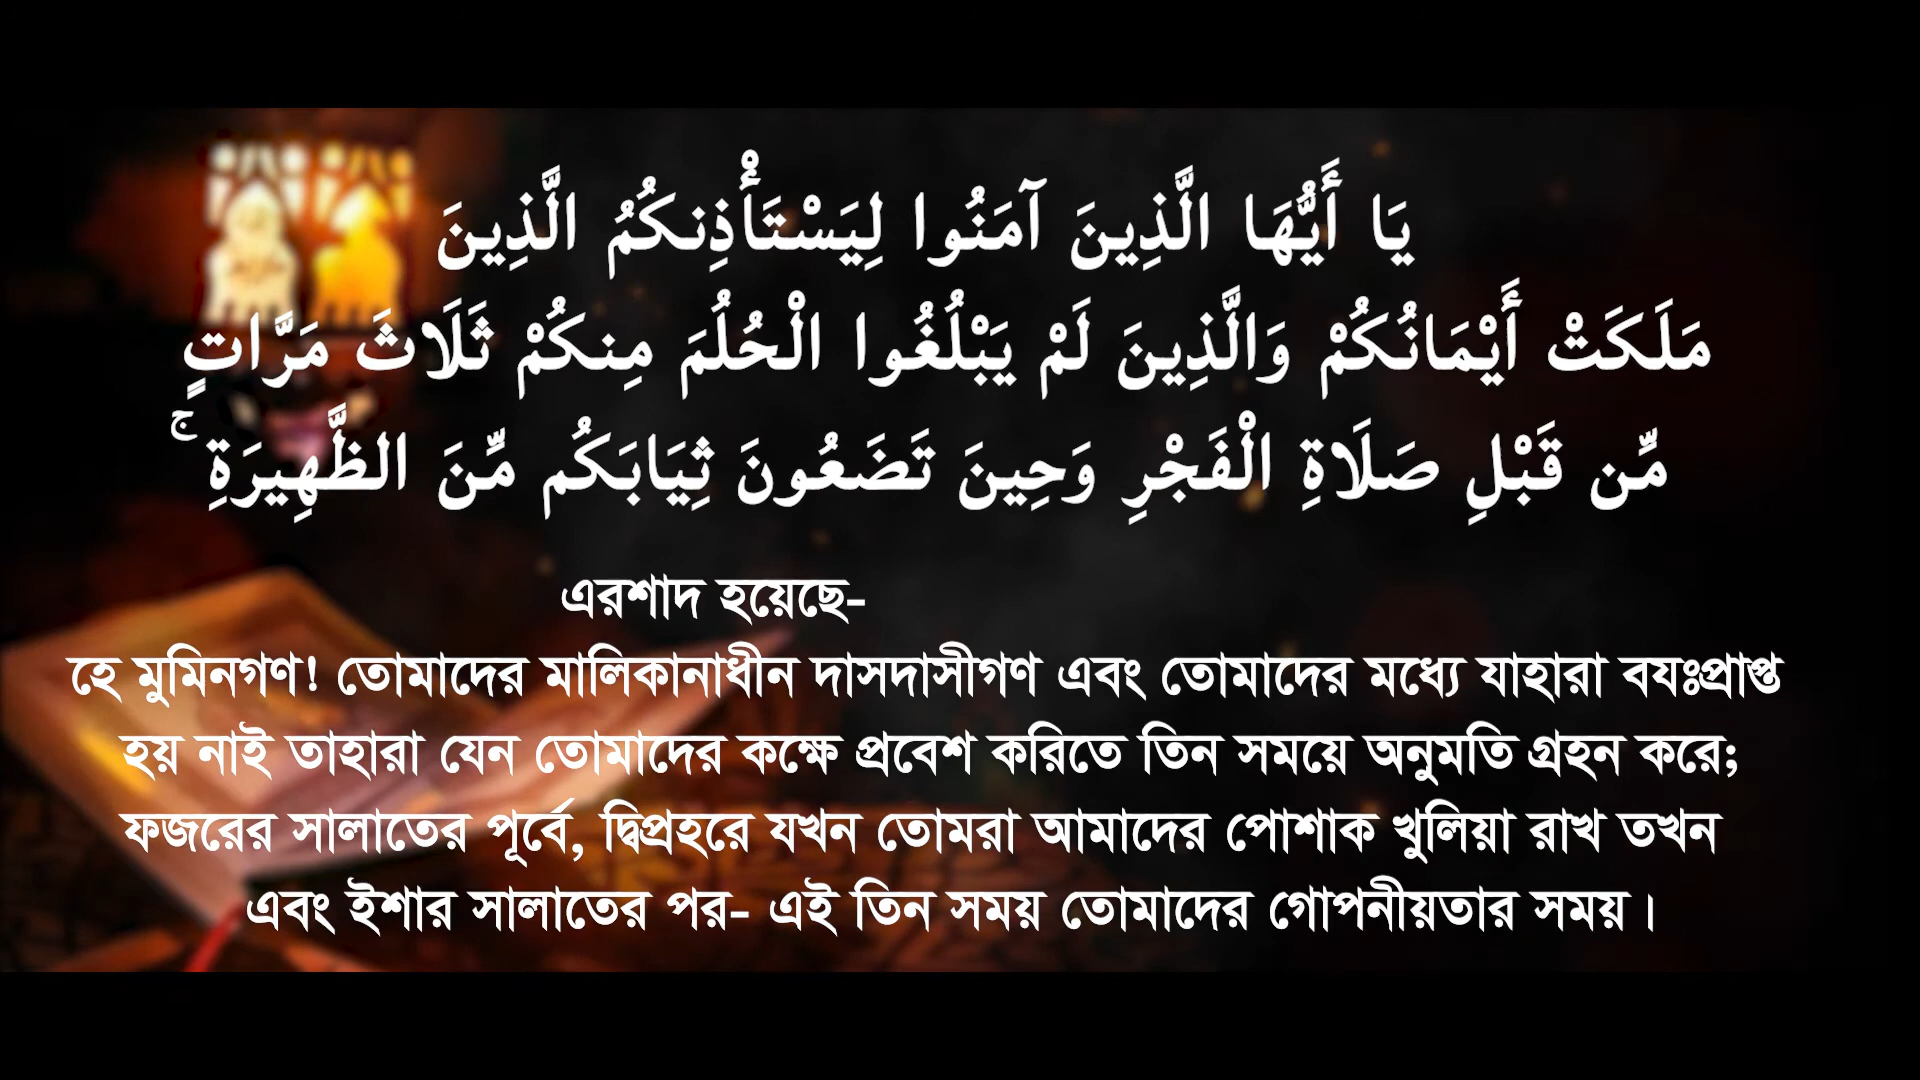 يَا أَيُّهَا الَّذِينَ آمَنُوا لِيَسْتَأْذِنكُمُ الَّذِينَ
مَلَكَتْ أَيْمَانُكُمْ وَالَّذِينَ لَمْ يَبْلُغُوا الْحُلُمَ مِنكُمْ ثَلَاثَ مَرَّاتٍ
مِّن قَبْلِ صَلَاةِ الْفَجْرِ وَحِينَ تَضَعُونَ ثِيَابَكُم مِّنَ الظَّهِيرَةِ ۚ
এরশাদ হয়েছে-
হে মুমিনগণ! তোমাদের মালিকানাধীন দাসদাসীগণ এবং তোমাদের মধ্যে যাহারা বযঃপ্রাপ্ত
হয় নাই তাহারা যেন তোমাদের কক্ষে প্রবেশ করিতে তিন সময়ে অনুমতি গ্রহন করে;
ফজরের সালাতের পূর্বে, দ্বিপ্রহরে যখন তোমরা আমাদের পোশাক খুলিয়া রাখ তখন
এবং ইশার সালাতের পর- এই তিন সময় তোমাদের গোপনীয়তার সময়।